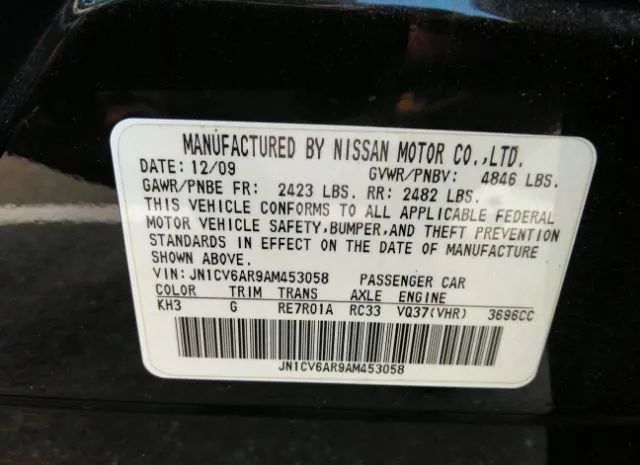 MANUFACTURED BY NISSAN MOTOR CO.,LTD.
DATE: 12/09 GVWR/PNBV: 4846 LBS.
GAWR/PNBE FR: 2423 LBS. RR: 2482 LBS.
THIS VEHICLE CONFORMS TO ALL APPLICABLE FEDERAL
MOTOR VEHICLE SAFETY,BUMPER,AND THEFT PREVENTION
STANDARDS IN EFFECT ON THE DATE OF MANUFACTURE
SHOWN ABOVE.
VIN: JN1CV6AR9AM453058 PASSENGER CAR
COLOR TRIM TRANS AXLE ENGINE
KH3 G RE7R01A RC33 VQ37(VHR) 3696CC
JN1CV6AR9AM453058